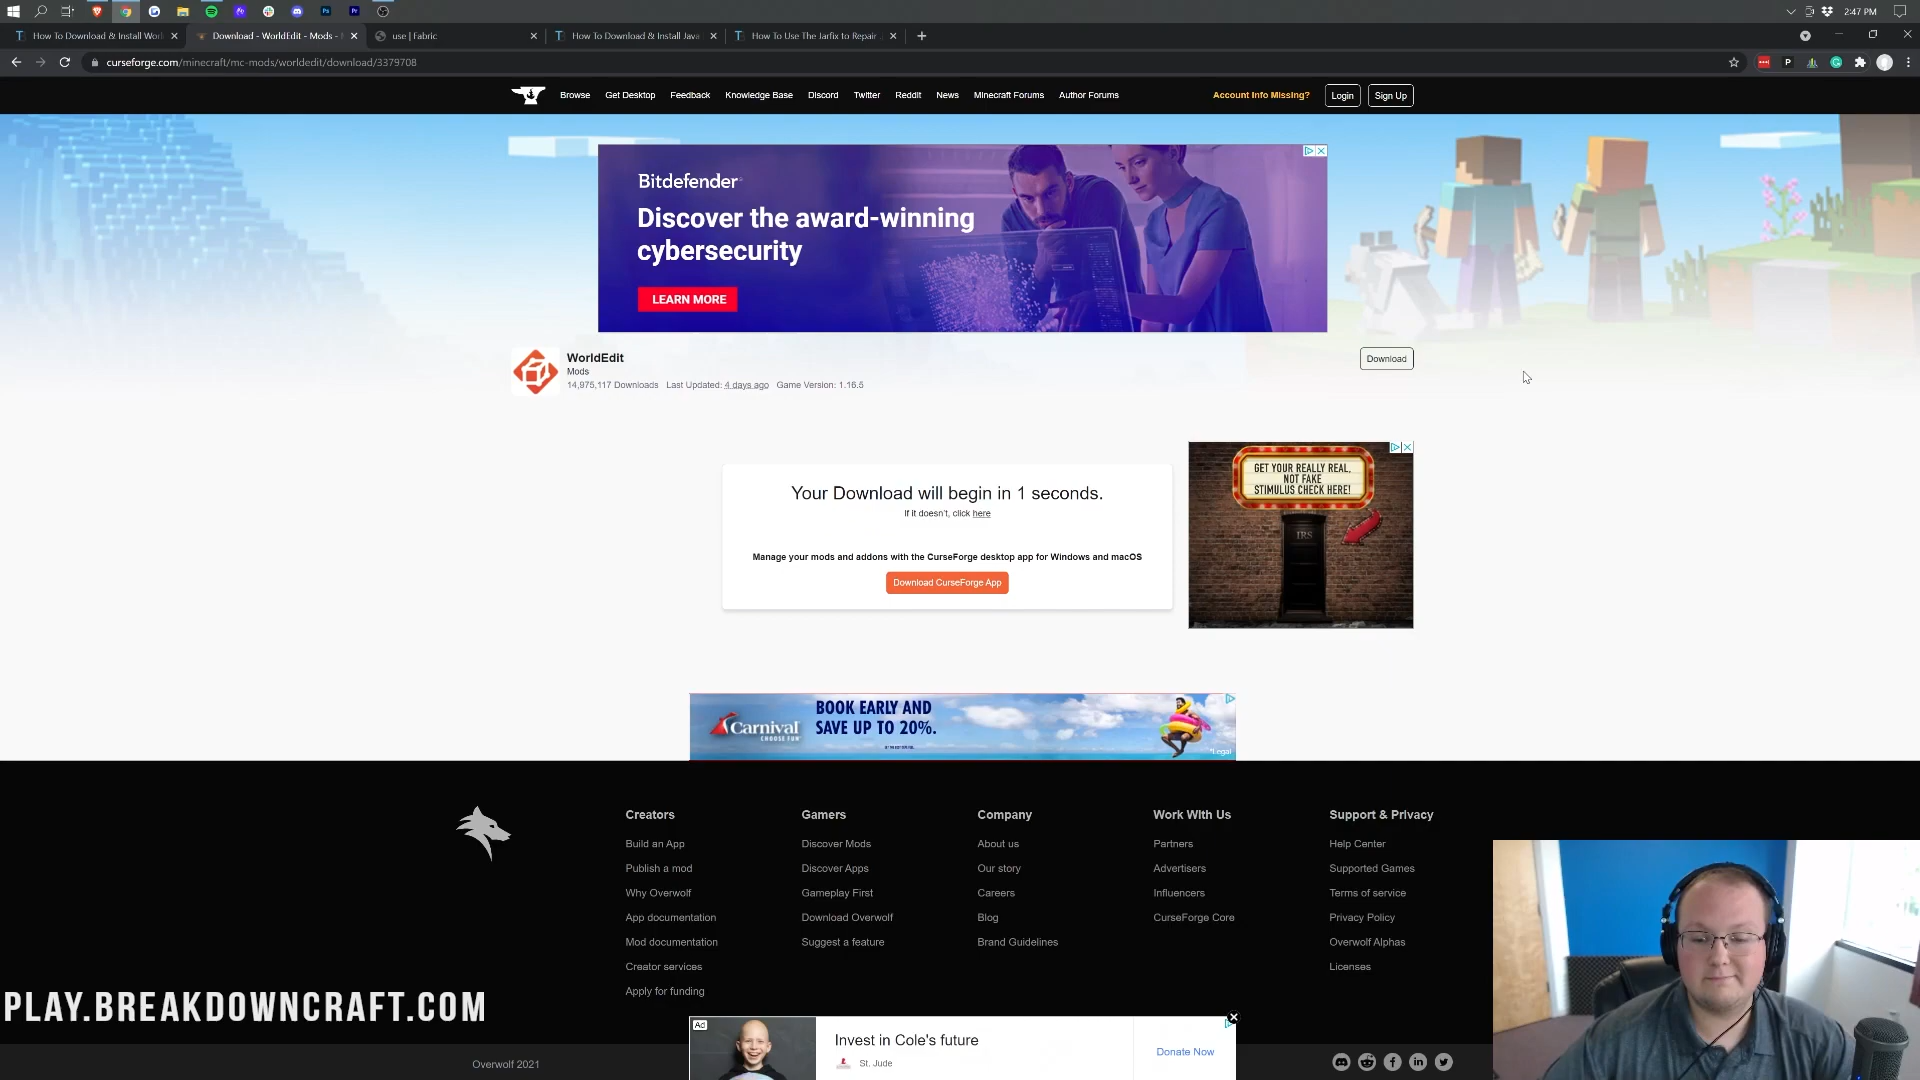 2:47 PM
How To Download & Install Worl
Download - WorldEdit - Mods -
use | Fabric
How To Download & Install Java
How To Use The Jarfix to Repair
curseforge.com/minecraft/mc-mods/worldedit/download/3379708
Browse Get Desktop Feedback Knowledge Base Discord Twitter Reddit News Minecraft Forums Author Forums Account Info Missing? Login Sign Up
Bitdefender
Discover the award-winning
cybersecurity
LEARN MORE
WorldEdit
Download
Mods
14,975,117 Downloads Last Updated: 4 days ago Game Version: 1.16.5
GET YOUR REALLY REAL,
NOT FAKE
STIMULUS CHECK HERE!
IRS
Your Download will begin in 1 seconds.
If it doesn't, click here
Manage your mods and addons with the CurseForge desktop app for Windows and macOS
Download CurseForge App
Carnival
CHOOSE FUN
BOOK EARLY AND
SAVE UP TO 20%.
*Legal
Creators
Build an App
Publish a mod
Why Overwolf
App documentation
Mod documentation
Creator services
Apply for funding
Gamers
Discover Mods
Discover Apps
Gameplay First
Download Overwolf
Suggest a feature
Company
About us
Our story
Careers
Blog
Brand Guidelines
Work With Us
Partners
Advertisers
Influencers
CurseForge Core
Support & Privacy
Help Center
Supported Games
Terms of service
Privacy Policy
Overwolf Alphas
Licenses
PLAY.BREAKDOWNCRAFT.COM
Ad
Invest in Cole's future
St. Jude
Donate Now
Overwolf 2021